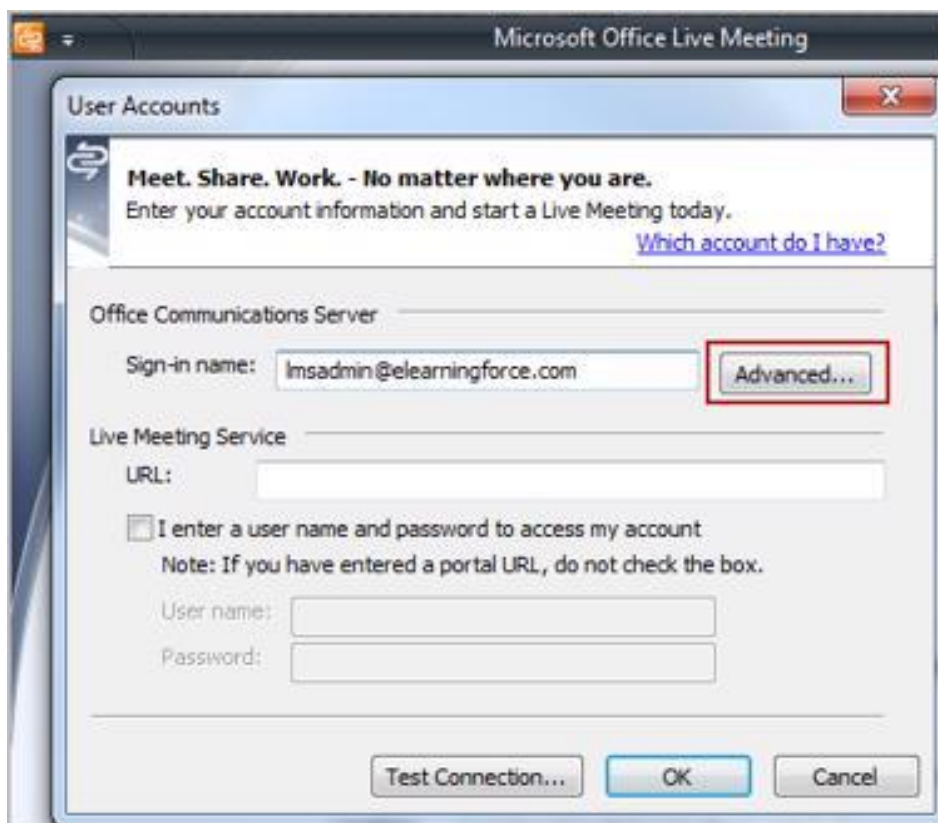 Microsoft Office Live Meeting
User Accounts
Meet. Share. Work. - No matter where you are.
Enter your account information and start a Live Meeting today.
Which account do I have?
Office Communications Server
Sign-in name: lmsadmin@elearningforce.com Advanced...
Live Meeting Service
URL:
I enter a user name and password to access my account
Note: If you have entered a portal URL, do not check the box.
User name:
Password:
Test Connection... OK Cancel